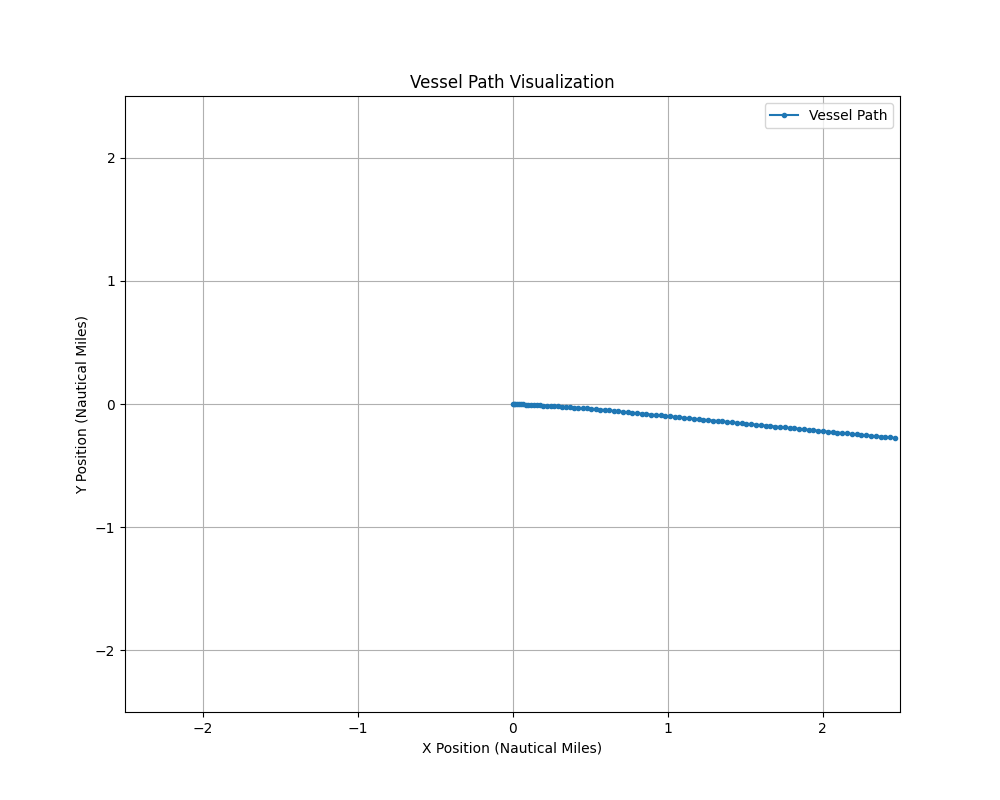 Vessel Path Visualization
Vessel Path
2
1
0
−1
−2
Y Position (Nautical Miles)
−2
−1
0
1
2
X Position (Nautical Miles)